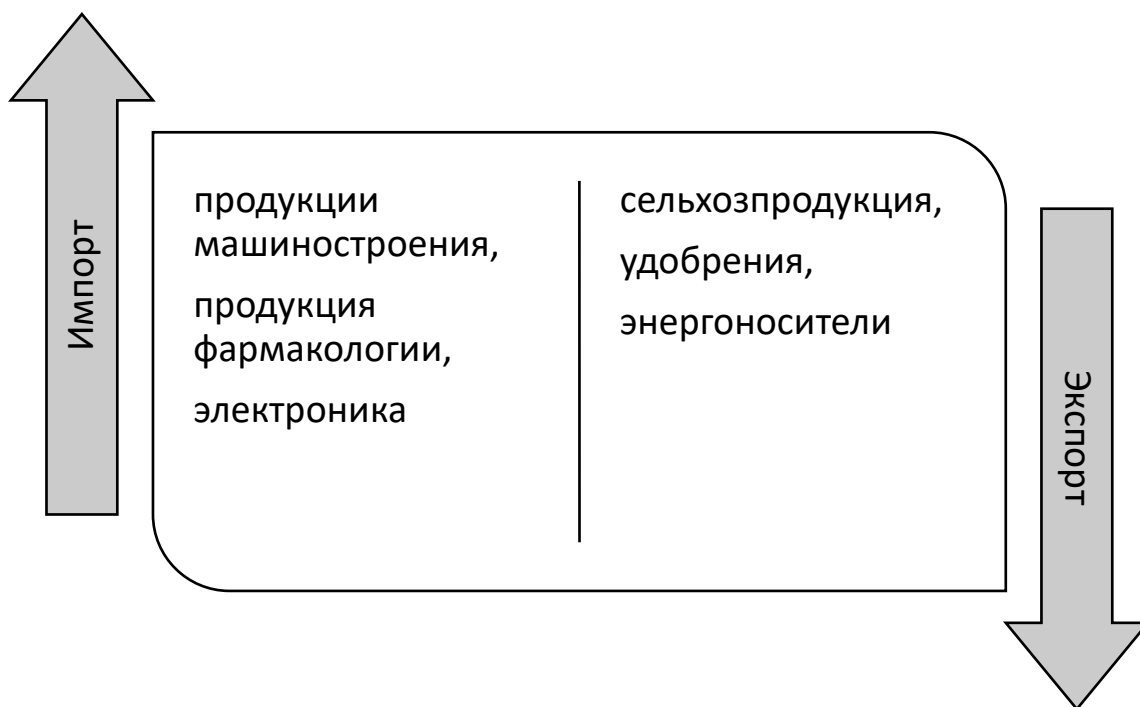 Импорт
продукции
машиностроения,
продукция
фармакологии,
электроника
сельхозпродукция,
удобрения,
энергоносители
Экспорт